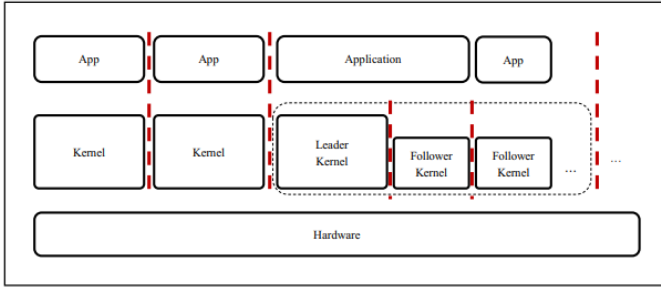 App
App
Application
App
Kernel
Kernel
Leader
Kernel
Follower
Kernel
Follower
Kernel
...
...
Hardware